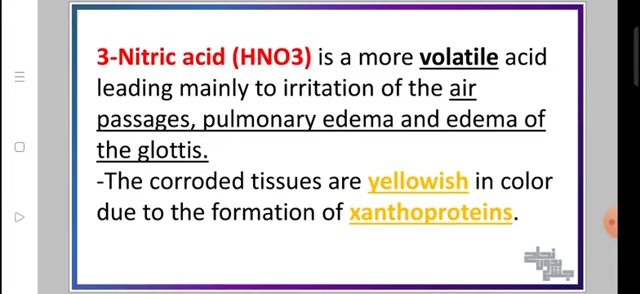 3-Nitric acid (HNO3) is a more volatile acid
leading mainly to irritation of the air
passages, pulmonary edema and edema of
the glottis.
-The corroded tissues are yellowish in color
due to the formation of xanthoproteins.